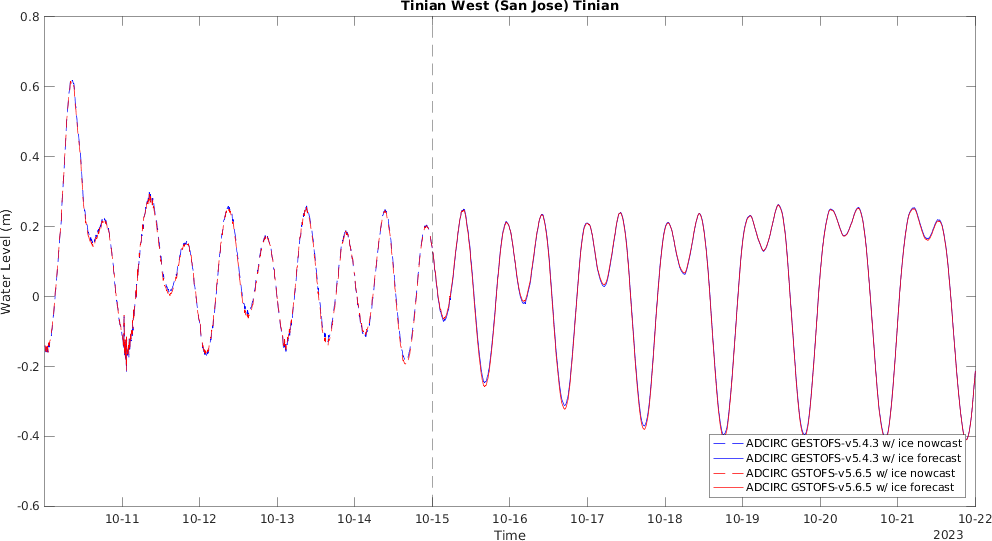 Tinian West (San Jose) Tinian
0.8
0.6
0.4
0.2
0
-0.2
-0.4
-0.6
Water Level (m)
ADCIRC GESTOFS-v5.4.3 w/ ice nowcast
ADCIRC GESTOFS-v5.4.3 w/ ice forecast
ADCIRC GSTOFS-v5.6.5 w/ ice nowcast
ADCIRC GSTOFS-v5.6.5 w/ ice forecast
10-11 10-12 10-13 10-14 10-15 10-16 10-17 10-18 10-19 10-20 10-21 10-22
Time
2023